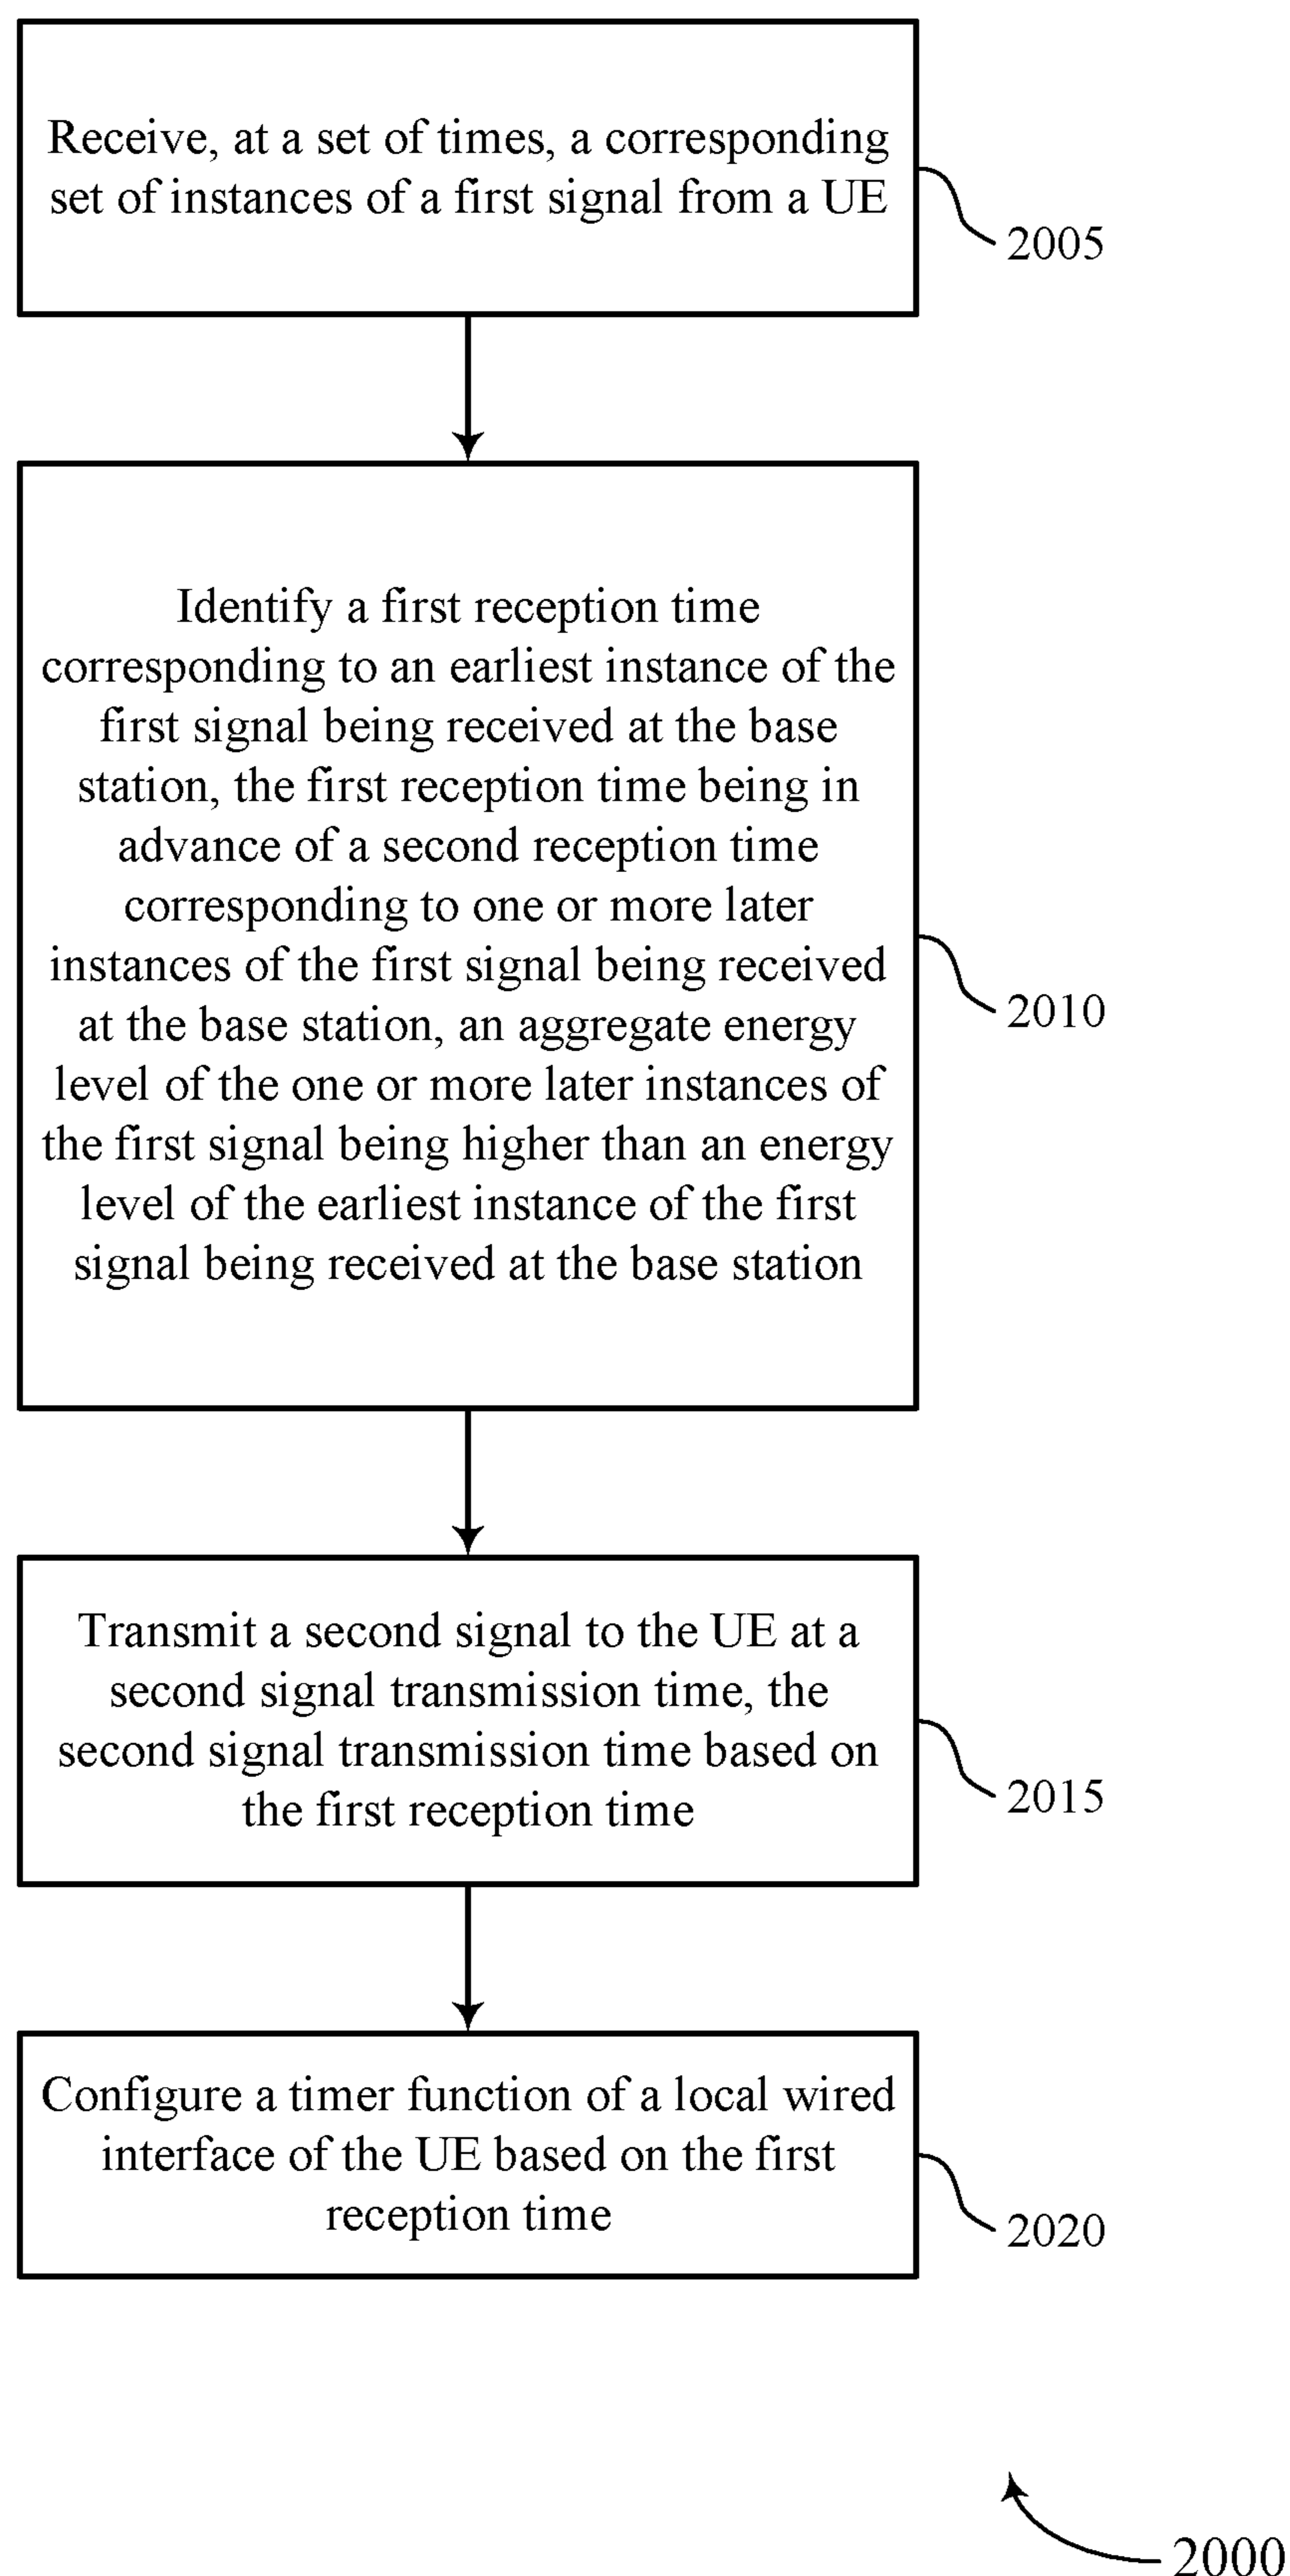 Receive, at a set of times, a corresponding
set of instances of a first signal from a UE
2005
Identify a first reception time
corresponding to an earliest instance of the
first signal being received at the base
station, the first reception time being in
advance of a second reception time
corresponding to one or more later
instances of the first signal being received
at the base station, an aggregate energy
level of the one or more later instances of
the first signal being higher than an energy
level of the earliest instance of the first
signal being received at the base station
2010
Transmit a second signal to the UE at a
second signal transmission time, the
second signal transmission time based on
the first reception time
2015
Configure a timer function of a local wired
interface of the UE based on the first
reception time
2020
2000